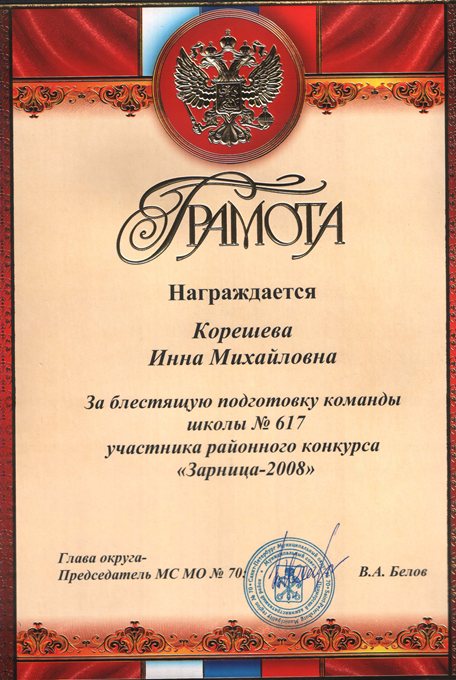 ГРАМОТА
Награждается
Корешева
Инна Михайловна
За блестящую подготовку команды
школы № 617
участника районного конкурса
«Зарница-2008»
Глава округа-
Председатель МС МО № 70:
В.А. Белов